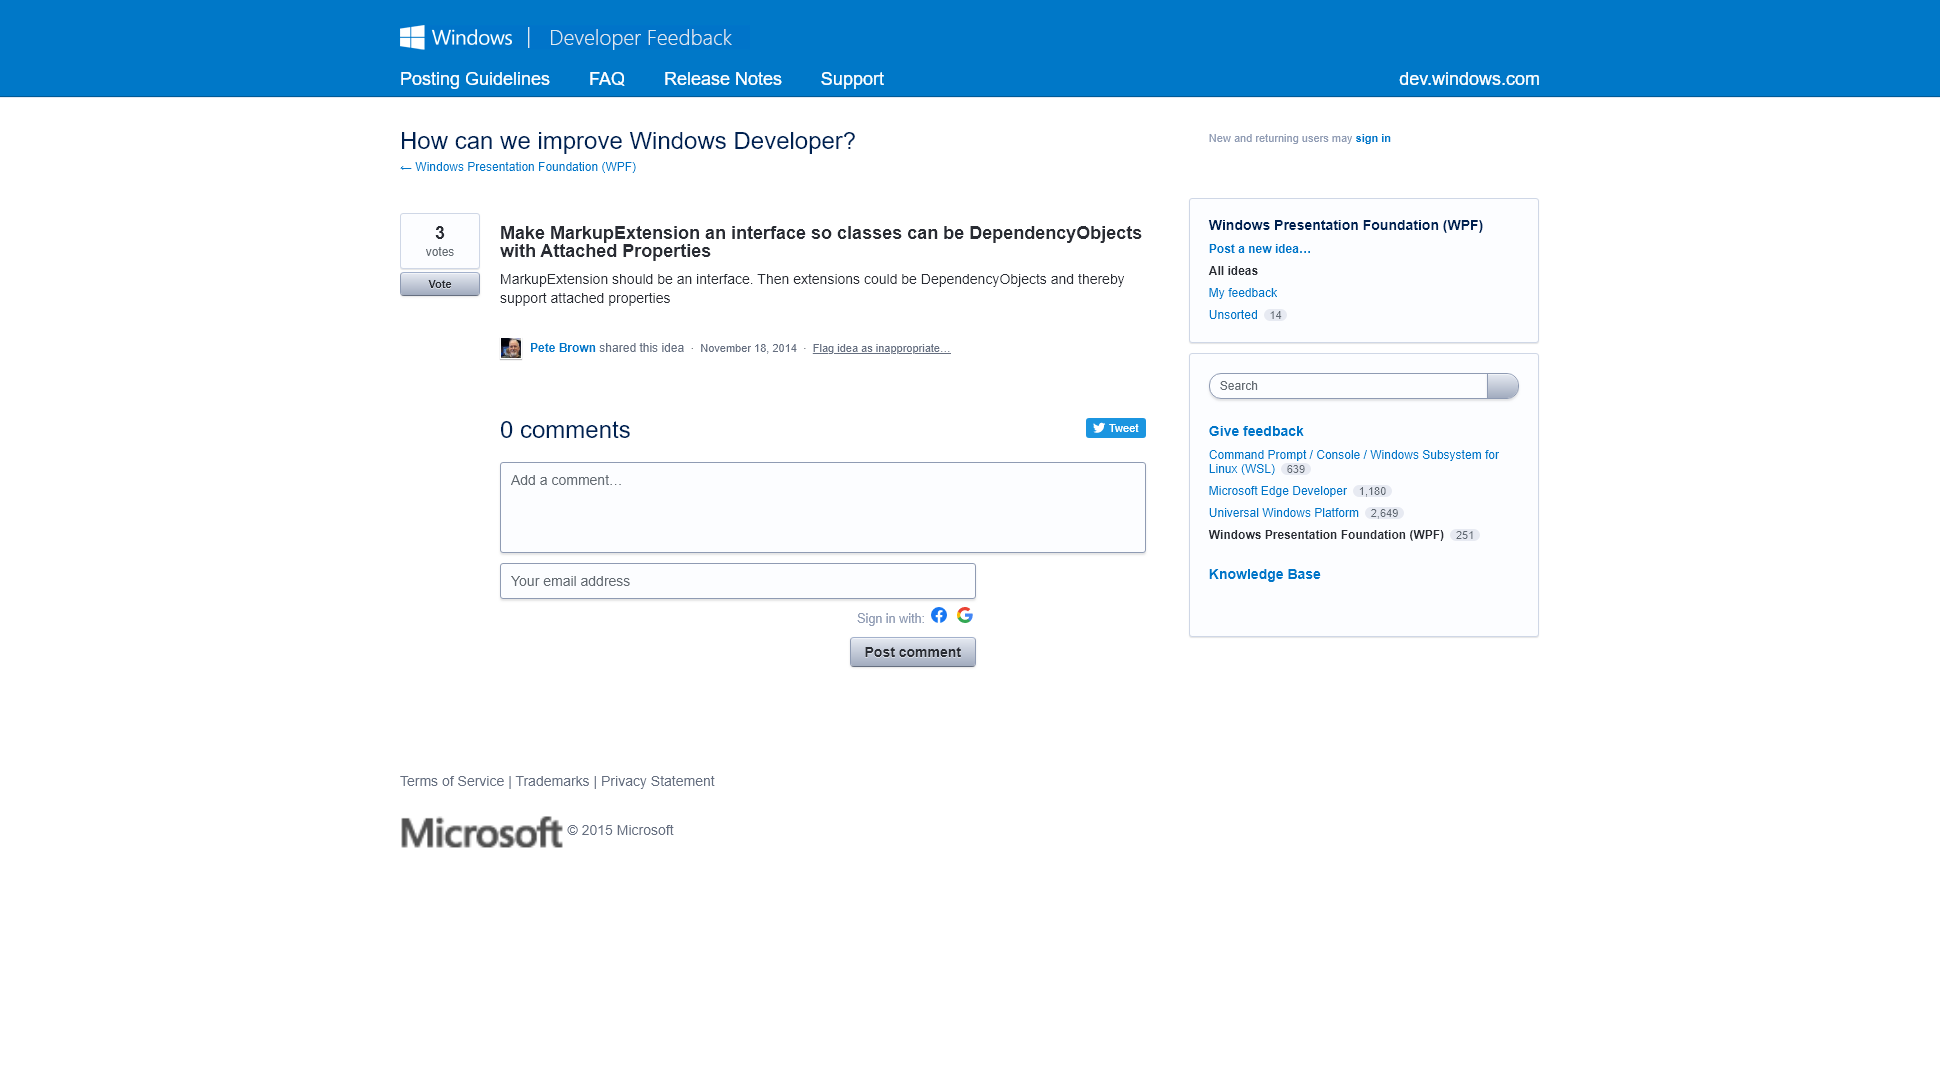 Windows | Developer Feedback
Posting Guidelines FAQ Release Notes Support dev.windows.com
How can we improve Windows Developer?
← Windows Presentation Foundation (WPF)
New and returning users may sign in
3
votes
Vote
Make MarkupExtension an interface so classes can be DependencyObjects
with Attached Properties
MarkupExtension should be an interface. Then extensions could be DependencyObjects and thereby
support attached properties
Pete Brown shared this idea · November 18, 2014 · Flag idea as inappropriate…
0 comments
Tweet
Add a comment…
Your email address
Sign in with:
Post comment
Windows Presentation Foundation (WPF)
Post a new idea…
All ideas
My feedback
Unsorted 14
Search
Give feedback
Command Prompt / Console / Windows Subsystem for
Linux (WSL) 639
Microsoft Edge Developer 1,180
Universal Windows Platform 2,649
Windows Presentation Foundation (WPF) 251
Knowledge Base
Terms of Service | Trademarks | Privacy Statement
Microsoft © 2015 Microsoft